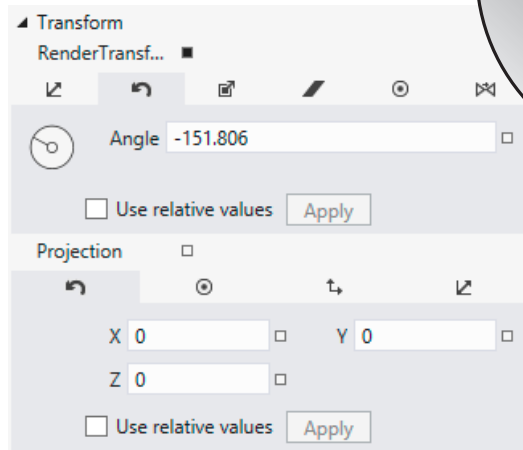 Transform
RenderTransf...
Angle -151.806
Use relative values Apply
Projection
X 0 Y 0
Z 0
Use relative values Apply